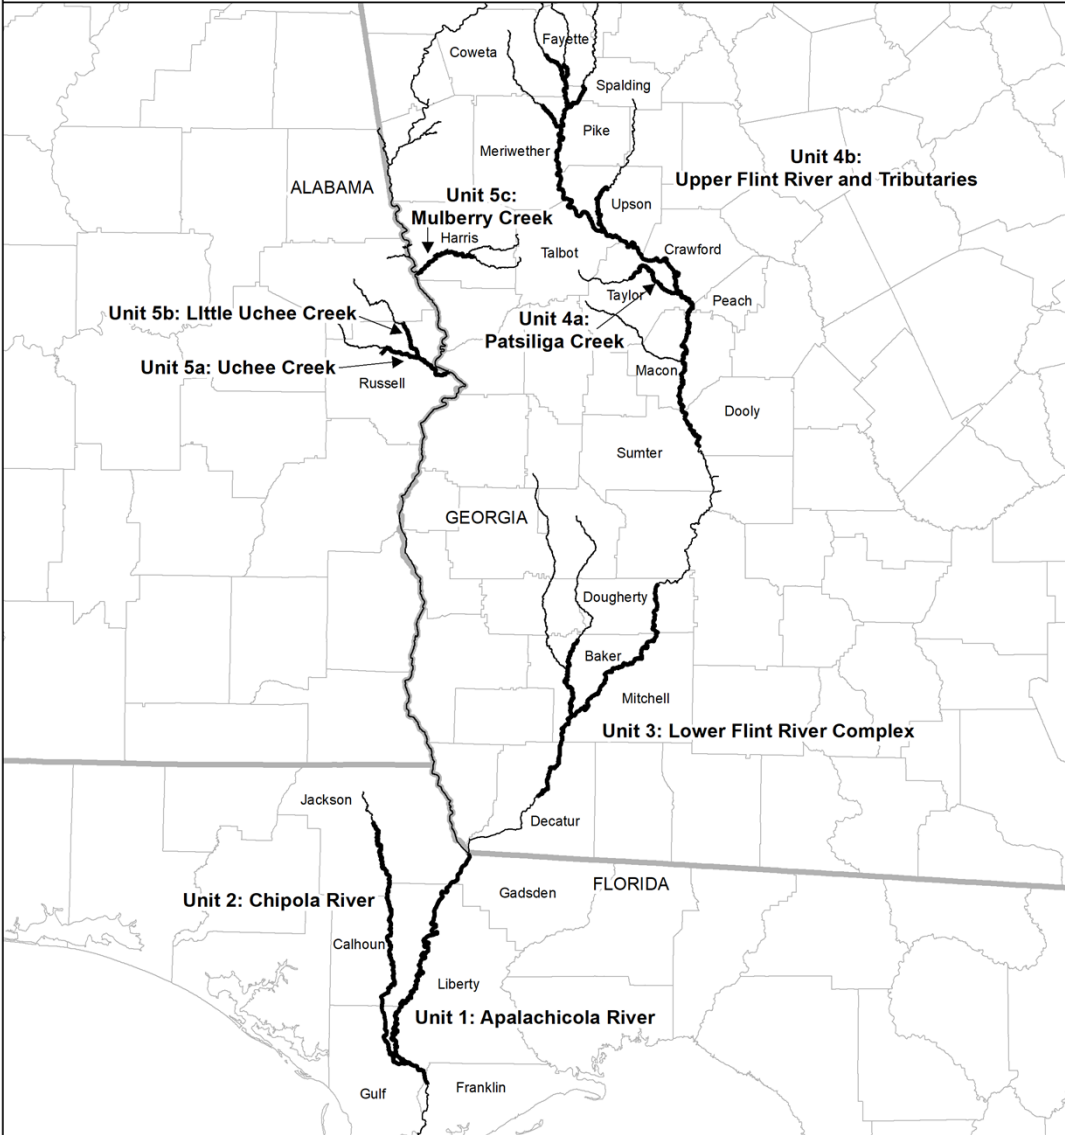 Fayette
Coweta
Spalding
Pike
Meriwether
Unit 4b:
Upper Flint River and Tributaries
ALABAMA
Unit 5c:
Mulberry Creek
Harris
Upson
Talbot
Crawford
Taylor
Peach
Unit 5b: LIttle Uchee Creek
Unit 4a:
Patsiliga Creek
Unit 5a: Uchee Creek
Russell
Macon
Dooly
Sumter
GEORGIA
Dougherty
Baker
Mitchell
Unit 3: Lower Flint River Complex
Jackson
Decatur
Gadsden
FLORIDA
Unit 2: Chipola River
Calhoun
Liberty
Unit 1: Apalachicola River
Gulf
Franklin